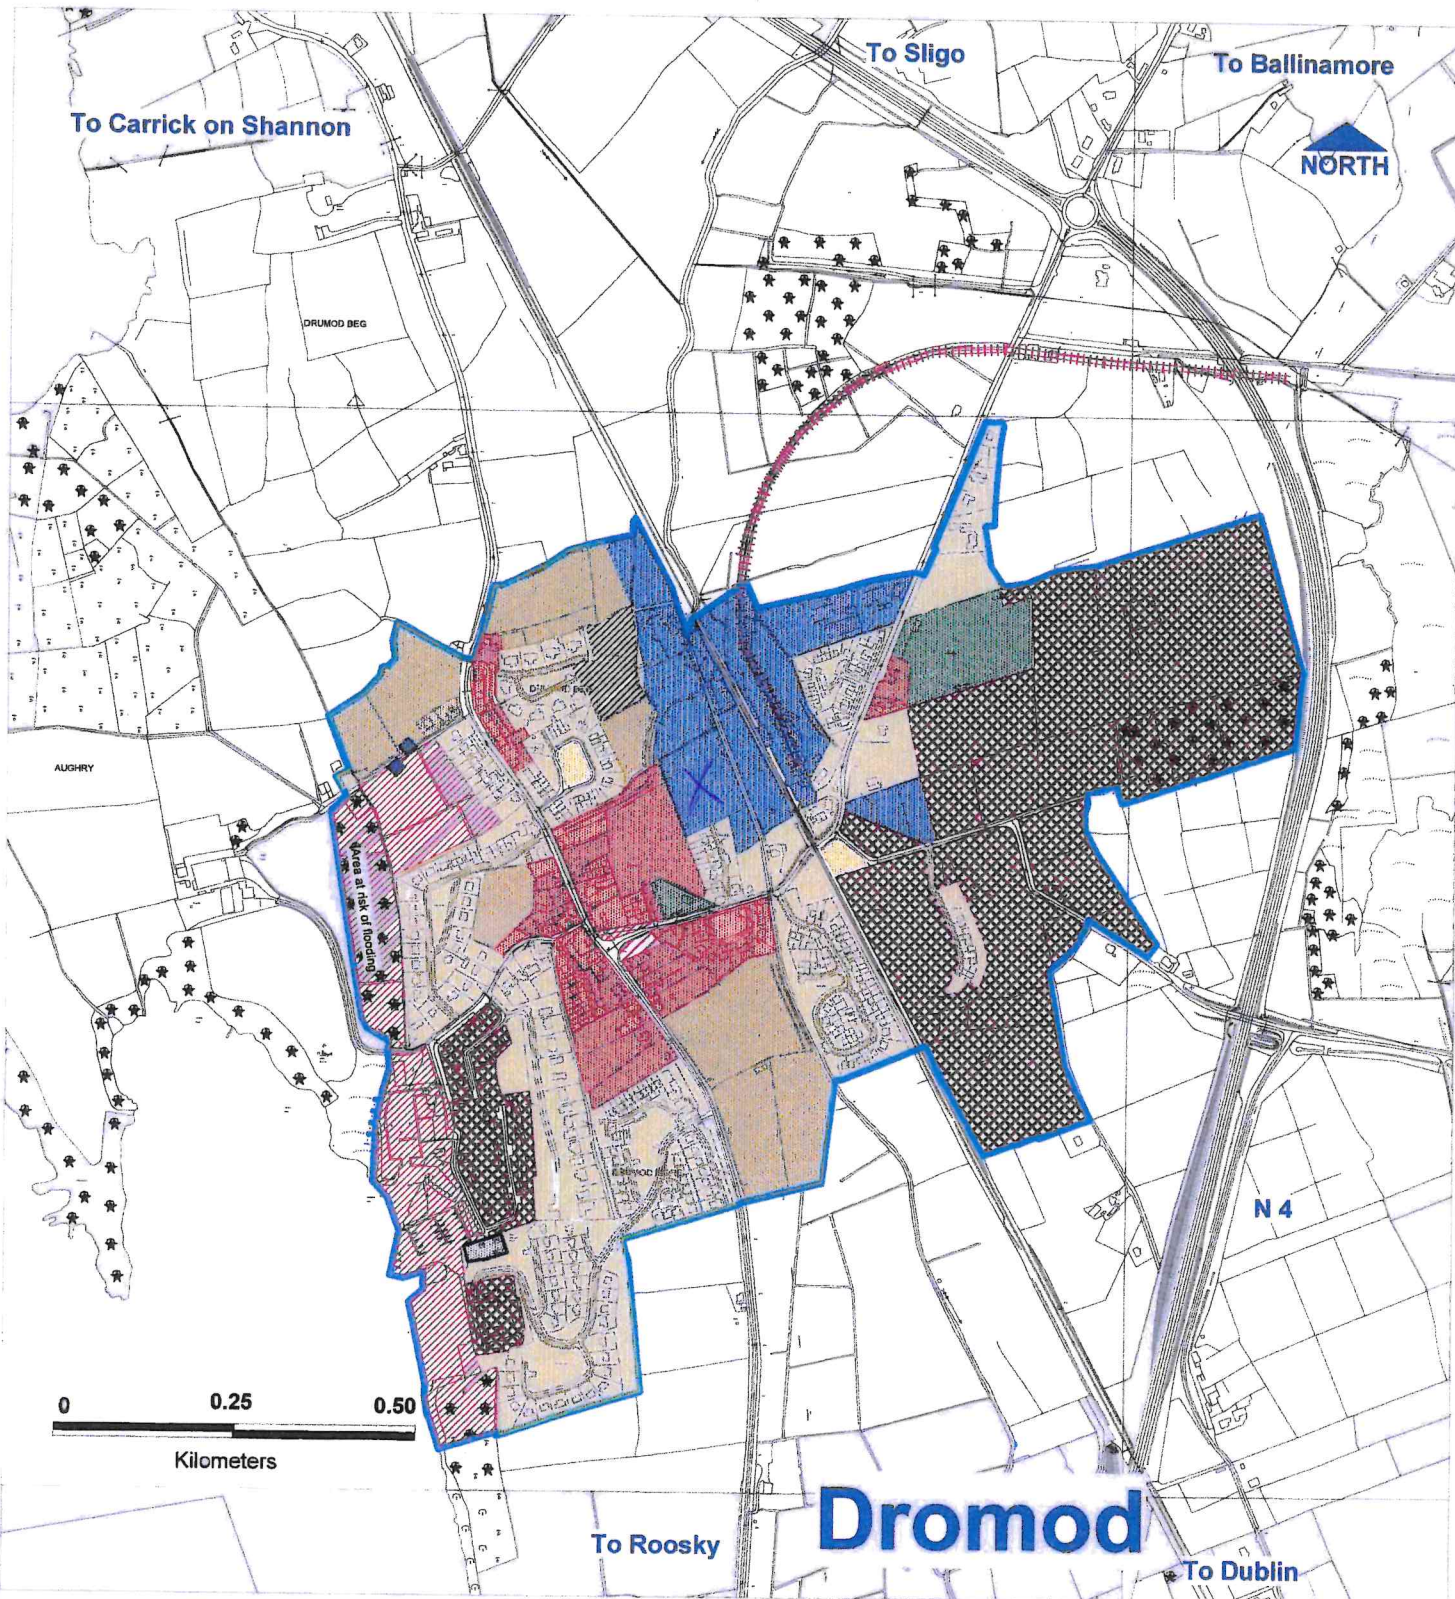 To Sligo
To Ballinamore
To Carrick on Shannon
NORTH
DRUMOD BEG
AUGHRY
Area at risk of flooding
N 4
0 0.25 0.50
Kilometers
Dromod
To Roosky
To Dublin